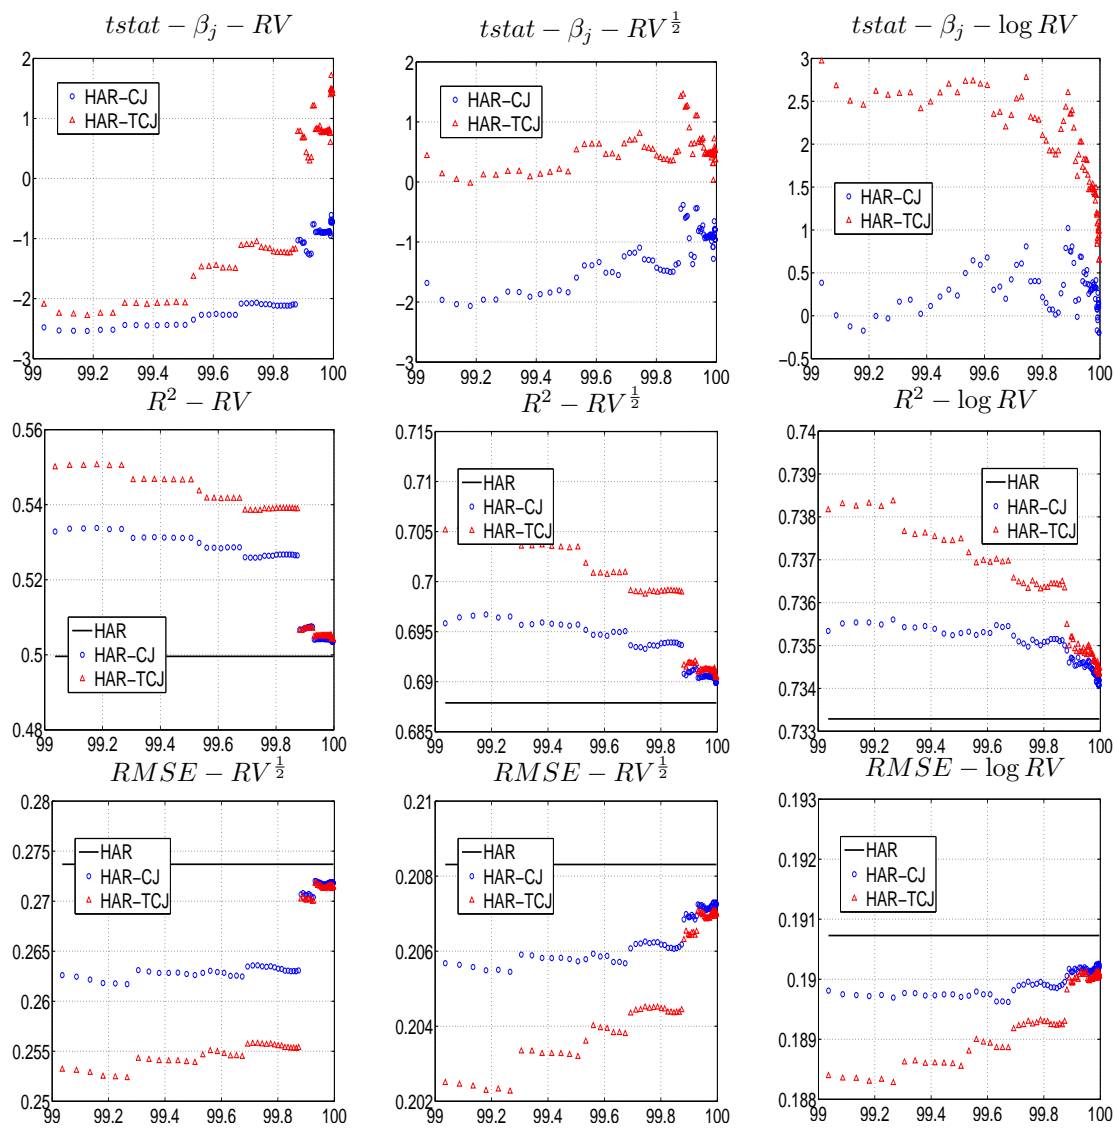 tstat − β_j − RV
tstat − β_j − RV^{1/2}
tstat − β_j − log RV
2
1
0
−1
−2
−3
HAR−CJ
HAR−TCJ
99 99.2 99.4 99.6 99.8 100
2
1
0
−1
−2
−3
HAR−CJ
HAR−TCJ
99 99.2 99.4 99.6 99.8 100
3
2.5
2
1.5
1
0.5
0
−0.5
HAR−CJ
HAR−TCJ
99 99.2 99.4 99.6 99.8 100
R² − RV
R² − RV^{1/2}
R² − log RV
0.56
0.54
0.52
0.5
0.48
HAR
HAR−CJ
HAR−TCJ
99 99.2 99.4 99.6 99.8 100
0.715
0.71
0.705
0.7
0.695
0.69
0.685
HAR
HAR−CJ
HAR−TCJ
99 99.2 99.4 99.6 99.8 100
0.74
0.739
0.738
0.737
0.736
0.735
0.734
0.733
HAR
HAR−CJ
HAR−TCJ
99 99.2 99.4 99.6 99.8 100
RMSE − RV^{1/2}
RMSE − RV^{1/2}
RMSE − log RV
0.28
0.275
0.27
0.265
0.26
0.255
0.25
HAR
HAR−CJ
HAR−TCJ
99 99.2 99.4 99.6 99.8 100
0.21
0.208
0.206
0.204
0.202
HAR
HAR−CJ
HAR−TCJ
99 99.2 99.4 99.6 99.8 100
0.193
0.192
0.191
0.19
0.189
0.188
HAR
HAR−CJ
HAR−TCJ
99 99.2 99.4 99.6 99.8 100